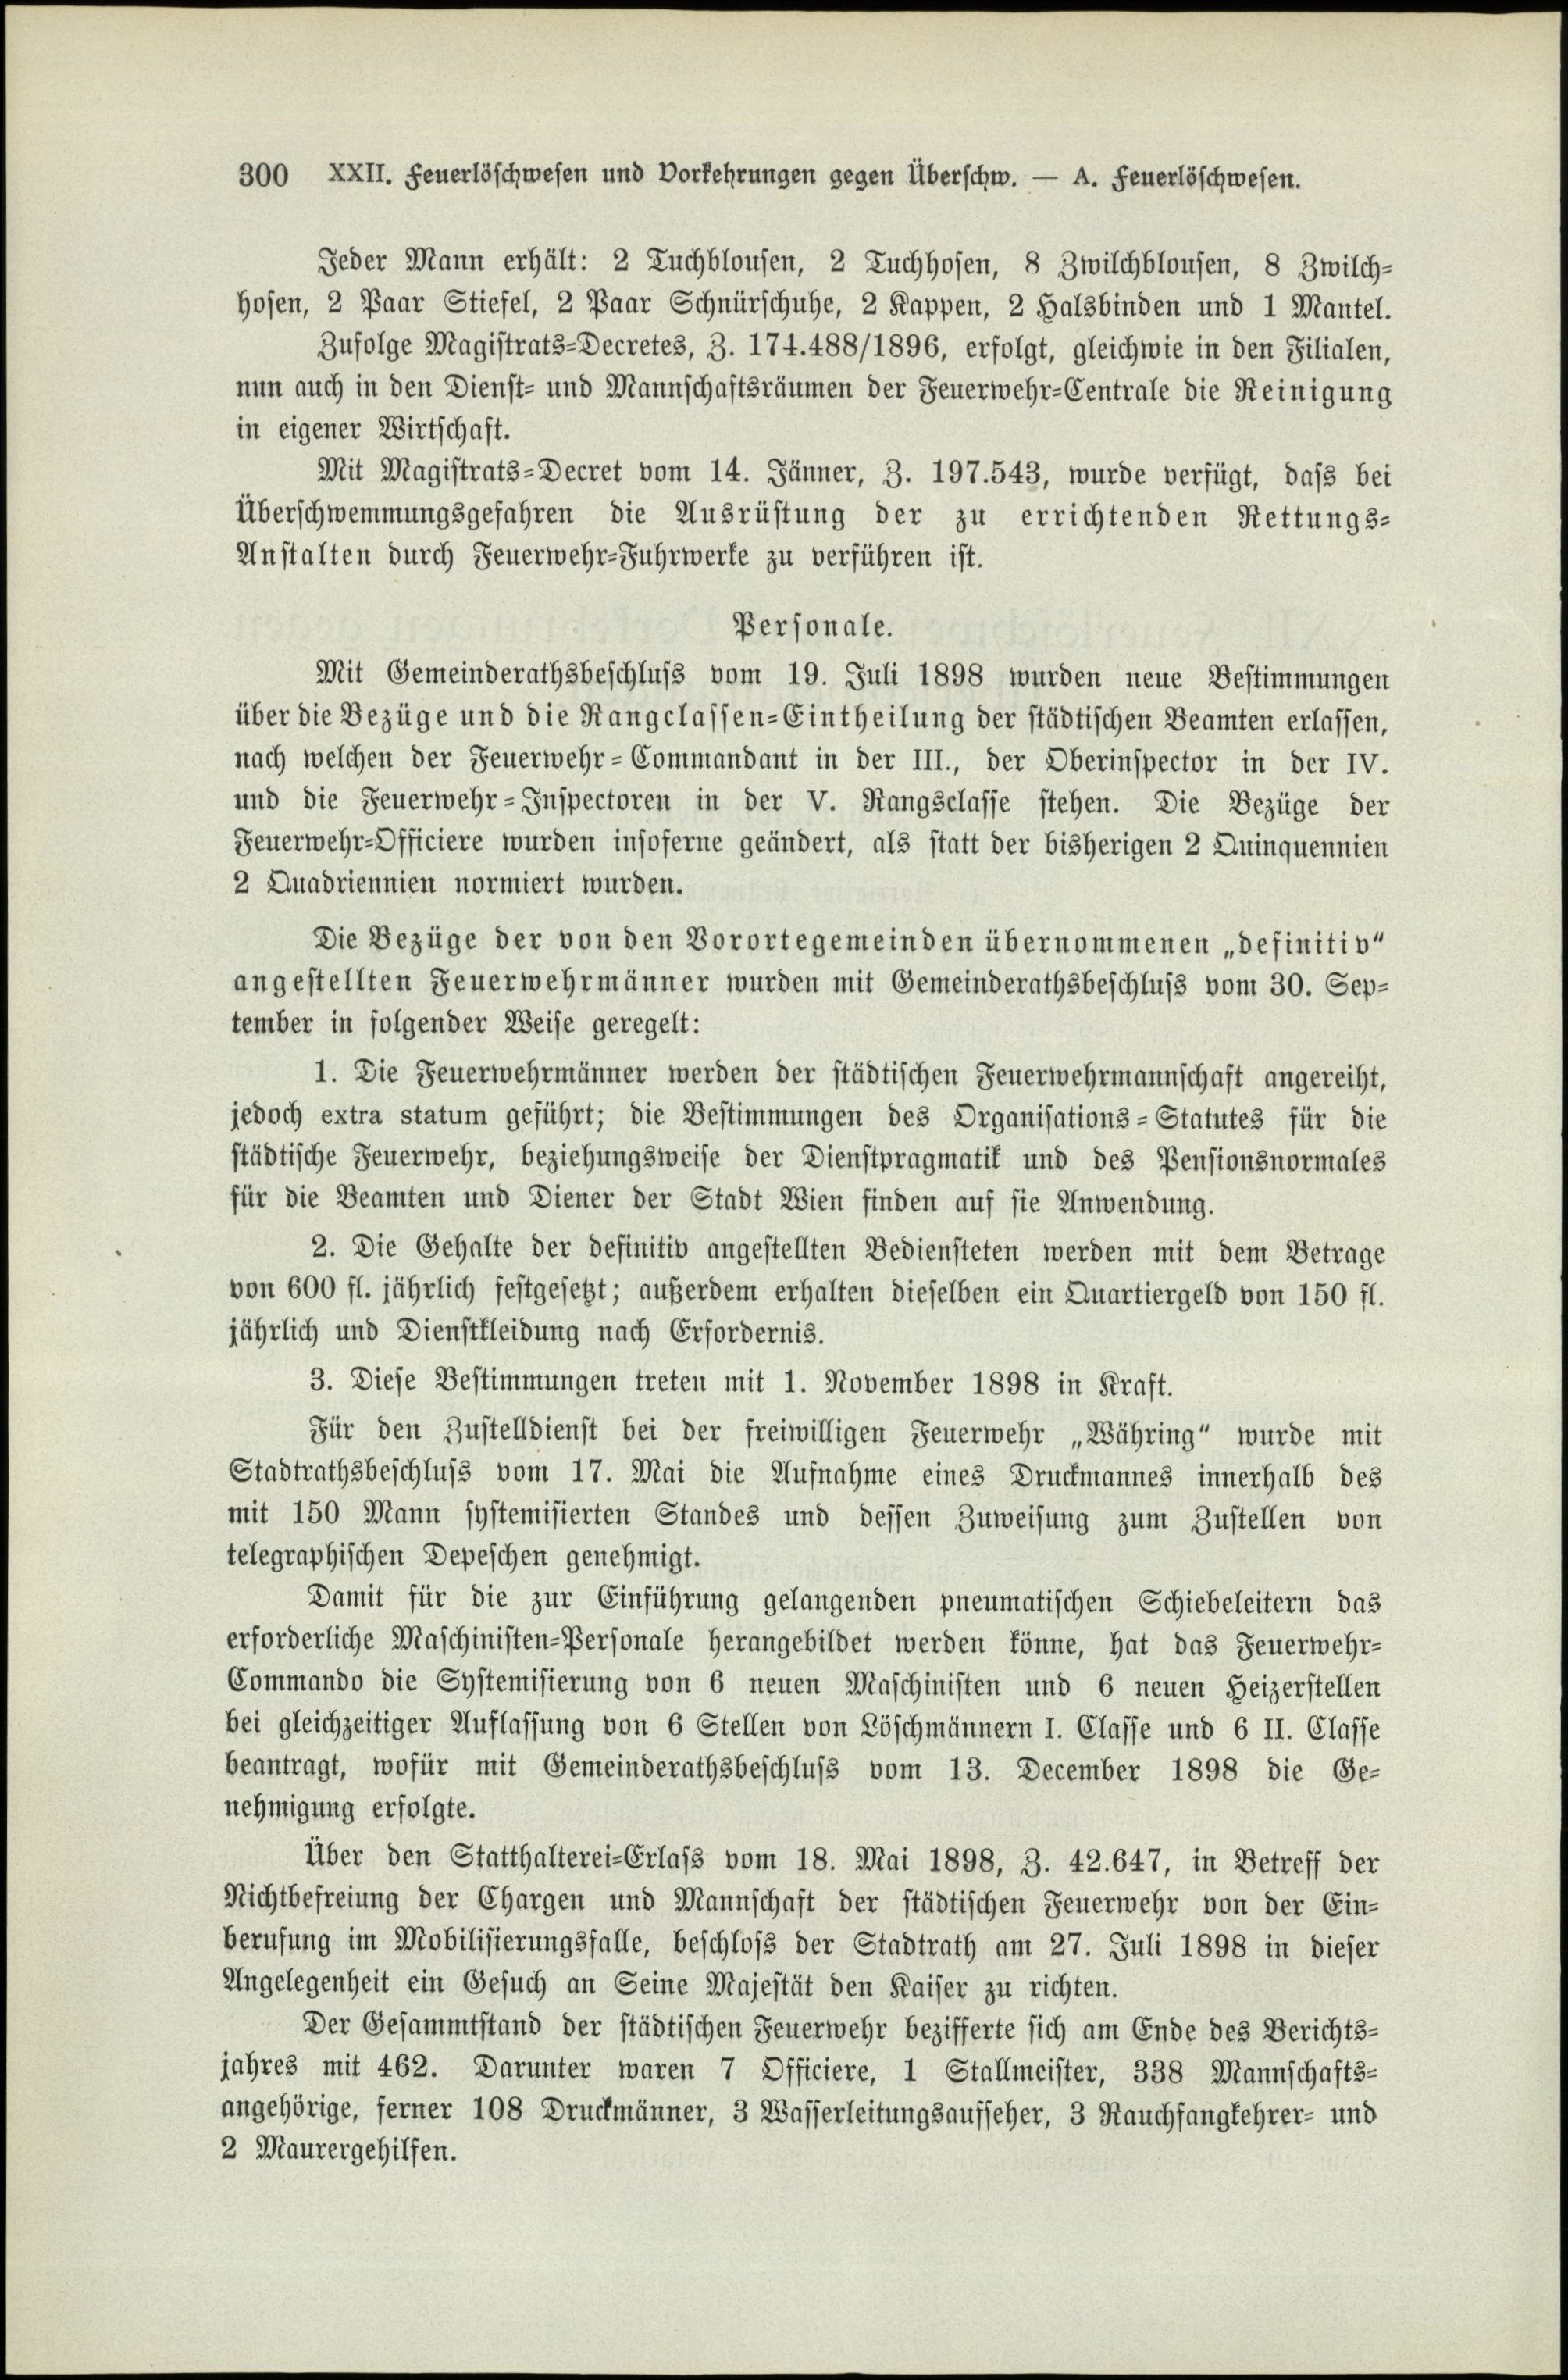 300 XXII. Feuerlöschwesen und Vorkehrungen gegen Überschw. — A. Feuerlöschwesen.
Jeder Mann erhält: 2 Tuchblousen, 2 Tuchhosen, 8 Zwilchblousen, 8 Zwilch-
hosen, 2 Paar Stiefel, 2 Paar Schnürschuhe, 2 Kappen, 2 Halsbinden und 1 Mantel.
Zufolge Magistrats-Decretes, Z. 174.488/1896, erfolgt, gleichwie in den Filialen,
nun auch in den Dienst- und Mannschaftsräumen der Feuerwehr-Centrale die Reinigung
in eigener Wirtschaft.
Mit Magistrats-Decret vom 14. Jänner, Z. 197.543, wurde verfügt, dass bei
Überschwemmungsgefahren die Ausrüstung der zu errichtenden Rettungs-
Anstalten durch Feuerwehr-Fuhrwerke zu verführen ist.
Personale.
Mit Gemeinderathsbeschluss vom 19. Juli 1898 wurden neue Bestimmungen
über die Bezüge und die Rangclassen-Eintheilung der städtischen Beamten erlassen,
nach welchen der Feuerwehr-Commandant in der III., der Oberinspector in der IV.
und die Feuerwehr-Inspectoren in der V. Rangsclasse stehen. Die Bezüge der
Feuerwehr-Officiere wurden insoferne geändert, als statt der bisherigen 2 Quinquennien
2 Quadriennien normiert wurden.
Die Bezüge der von den Vorortegemeinden übernommenen „definitiv“
angestellten Feuerwehrmänner wurden mit Gemeinderathsbeschluss vom 30. Sep-
tember in folgender Weise geregelt:
1. Die Feuerwehrmänner werden der städtischen Feuerwehrmannschaft angereiht,
jedoch extra statum geführt; die Bestimmungen des Organisations-Statutes für die
städtische Feuerwehr, beziehungsweise der Dienstpragmatik und des Pensionsnormales
für die Beamten und Diener der Stadt Wien finden auf sie Anwendung.
2. Die Gehalte der definitiv angestellten Bediensteten werden mit dem Betrage
von 600 fl. jährlich festgesetzt; außerdem erhalten dieselben ein Quartiergeld von 150 fl.
jährlich und Dienstkleidung nach Erfordernis.
3. Diese Bestimmungen treten mit 1. November 1898 in Kraft.
Für den Zustelldienst bei der freiwilligen Feuerwehr „Währing“ wurde mit
Stadtrathsbeschluss vom 17. Mai die Aufnahme eines Druckmannes innerhalb des
mit 150 Mann systemisierten Standes und dessen Zuweisung zum Zustellen von
telegraphischen Depeschen genehmigt.
Damit für die zur Einführung gelangenden pneumatischen Schiebeleitern das
erforderliche Maschinisten-Personale herangebildet werden könne, hat das Feuerwehr-
Commando die Systemisierung von 6 neuen Maschinisten und 6 neuen Heizerstellen
bei gleichzeitiger Auflassung von 6 Stellen von Löschmännern I. Classe und 6 II. Classe
beantragt, wofür mit Gemeinderathsbeschluss vom 13. December 1898 die Ge-
nehmigung erfolgte.
Über den Statthalterei-Erlass vom 18. Mai 1898, Z. 42.647, in Betreff der
Nichtbefreiung der Chargen und Mannschaft der städtischen Feuerwehr von der Ein-
berufung im Mobilisierungsfalle, beschloss der Stadtrath am 27. Juli 1898 in dieser
Angelegenheit ein Gesuch an Seine Majestät den Kaiser zu richten.
Der Gesammtstand der städtischen Feuerwehr bezifferte sich am Ende des Berichts-
jahres mit 462. Darunter waren 7 Officiere, 1 Stallmeister, 338 Mannschafts-
angehörige, ferner 108 Druckmänner, 3 Wasserleitungsaufseher, 3 Rauchfangkehrer- und
2 Maurergehilfen.